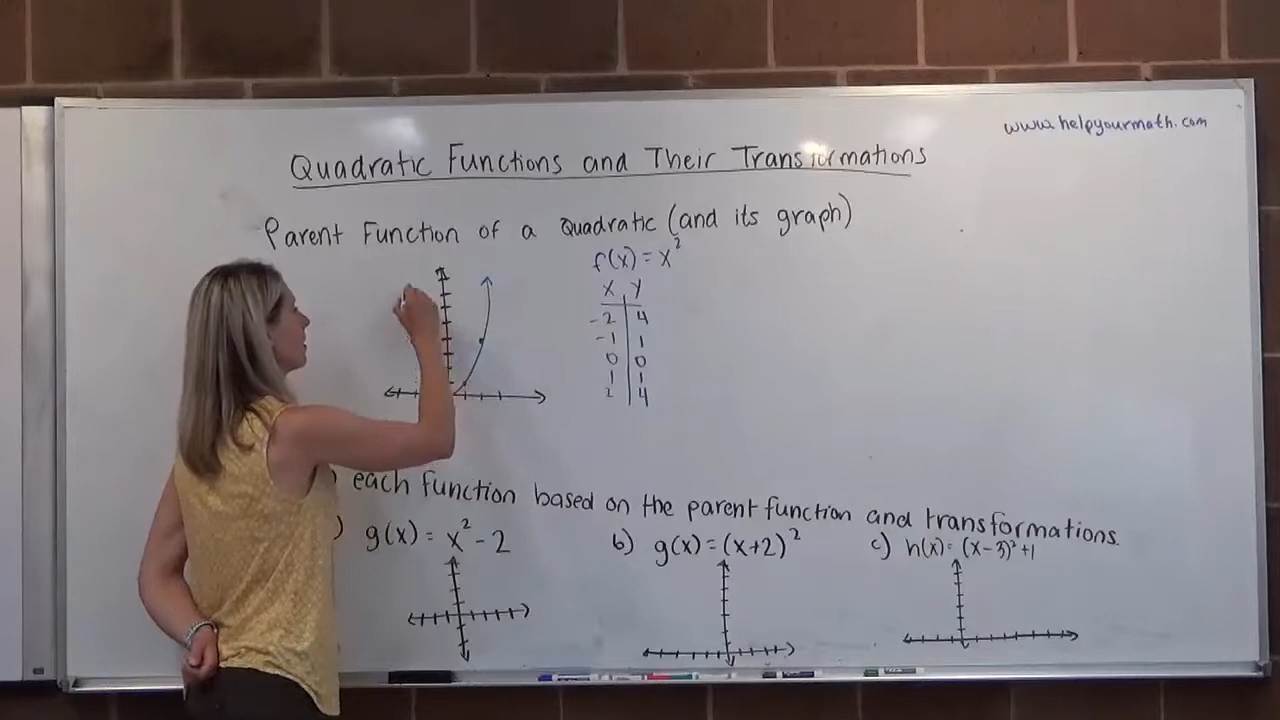 www.helpyourmath.com
Quadratic Functions and Their Transformations
Parent Function of a Quadratic (and its graph)
f(x) = x²
x y
-2 4
-1 1
0 0
1 1
2 4
) each function based on the parent function and transformations.
) g(x) = x² - 2
b) g(x) = (x+2)²
c) h(x) = (x-3)² +1